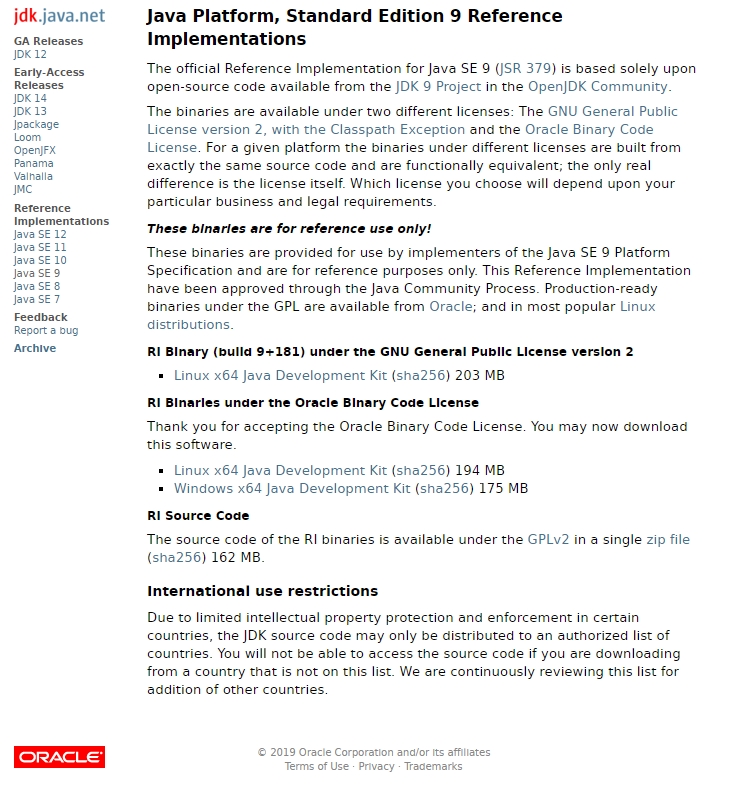 jdk.java.net
GA Releases
JDK 12
Early-Access
Releases
JDK 14
JDK 13
Jpackage
Loom
OpenJFX
Panama
Valhalla
JMC
Reference
Implementations
Java SE 12
Java SE 11
Java SE 10
Java SE 9
Java SE 8
Java SE 7
Feedback
Report a bug
Archive
Java Platform, Standard Edition 9 Reference
Implementations
The official Reference Implementation for Java SE 9 (JSR 379) is based solely upon
open-source code available from the JDK 9 Project in the OpenJDK Community.
The binaries are available under two different licenses: The GNU General Public
License version 2, with the Classpath Exception and the Oracle Binary Code
License. For a given platform the binaries under different licenses are built from
exactly the same source code and are functionally equivalent; the only real
difference is the license itself. Which license you choose will depend upon your
particular business and legal requirements.
These binaries are for reference use only!
These binaries are provided for use by implementers of the Java SE 9 Platform
Specification and are for reference purposes only. This Reference Implementation
have been approved through the Java Community Process. Production-ready
binaries under the GPL are available from Oracle; and in most popular Linux
distributions.
RI Binary (build 9+181) under the GNU General Public License version 2
▪ Linux x64 Java Development Kit (sha256) 203 MB
RI Binaries under the Oracle Binary Code License
Thank you for accepting the Oracle Binary Code License. You may now download
this software.
▪ Linux x64 Java Development Kit (sha256) 194 MB
▪ Windows x64 Java Development Kit (sha256) 175 MB
RI Source Code
The source code of the RI binaries is available under the GPLv2 in a single zip file
(sha256) 162 MB.
International use restrictions
Due to limited intellectual property protection and enforcement in certain
countries, the JDK source code may only be distributed to an authorized list of
countries. You will not be able to access the source code if you are downloading
from a country that is not on this list. We are continuously reviewing this list for
addition of other countries.
ORACLE
© 2019 Oracle Corporation and/or its affiliates
Terms of Use · Privacy · Trademarks